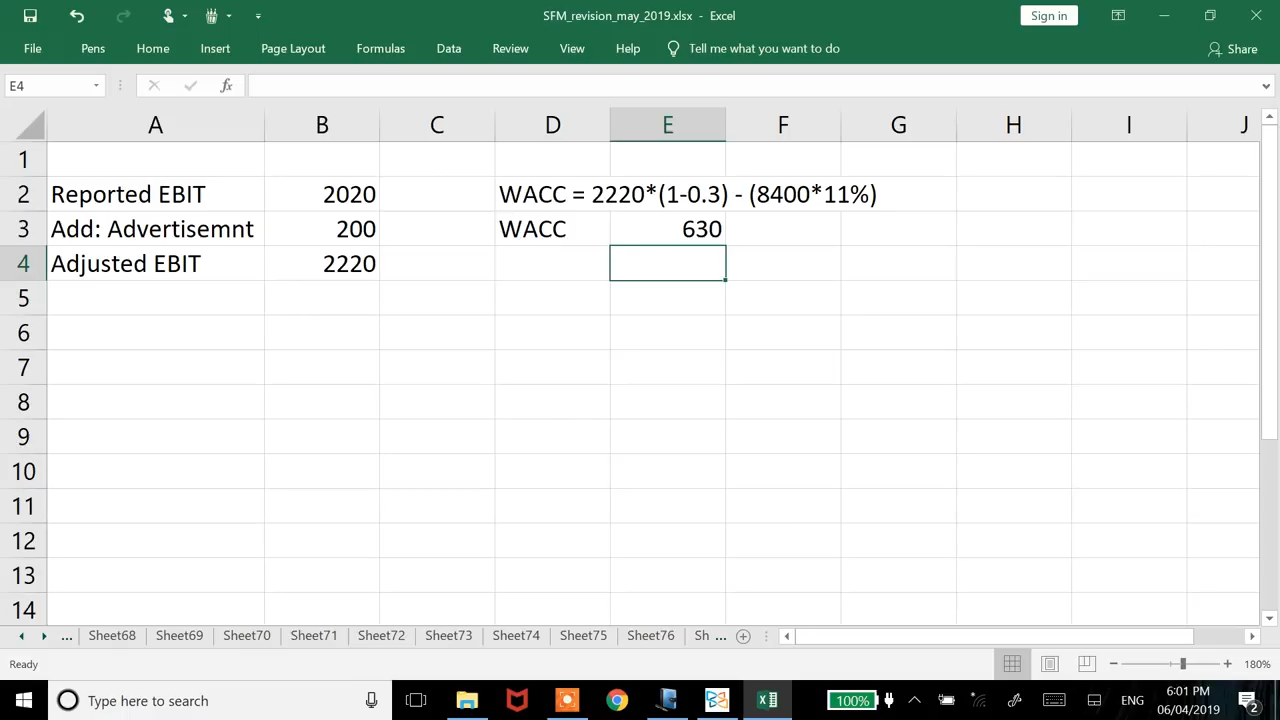 SFM_revision_may_2019.xlsx - Excel
Sign in
File Pens Home Insert Page Layout Formulas Data Review View Help Tell me what you want to do Share
E4 fx
A B C D E F G H I J
1
2 Reported EBIT 2020 WACC = 2220*(1-0.3) - (8400*11%)
3 Add: Advertisemnt 200 WACC 630
4 Adjusted EBIT 2220
5
6
7
8
9
10
11
12
13
14
... Sheet68 Sheet69 Sheet70 Sheet71 Sheet72 Sheet73 Sheet74 Sheet75 Sheet76 Sh ...
Ready 180%
Type here to search 100% ENG 6:01 PM
06/04/2019 2